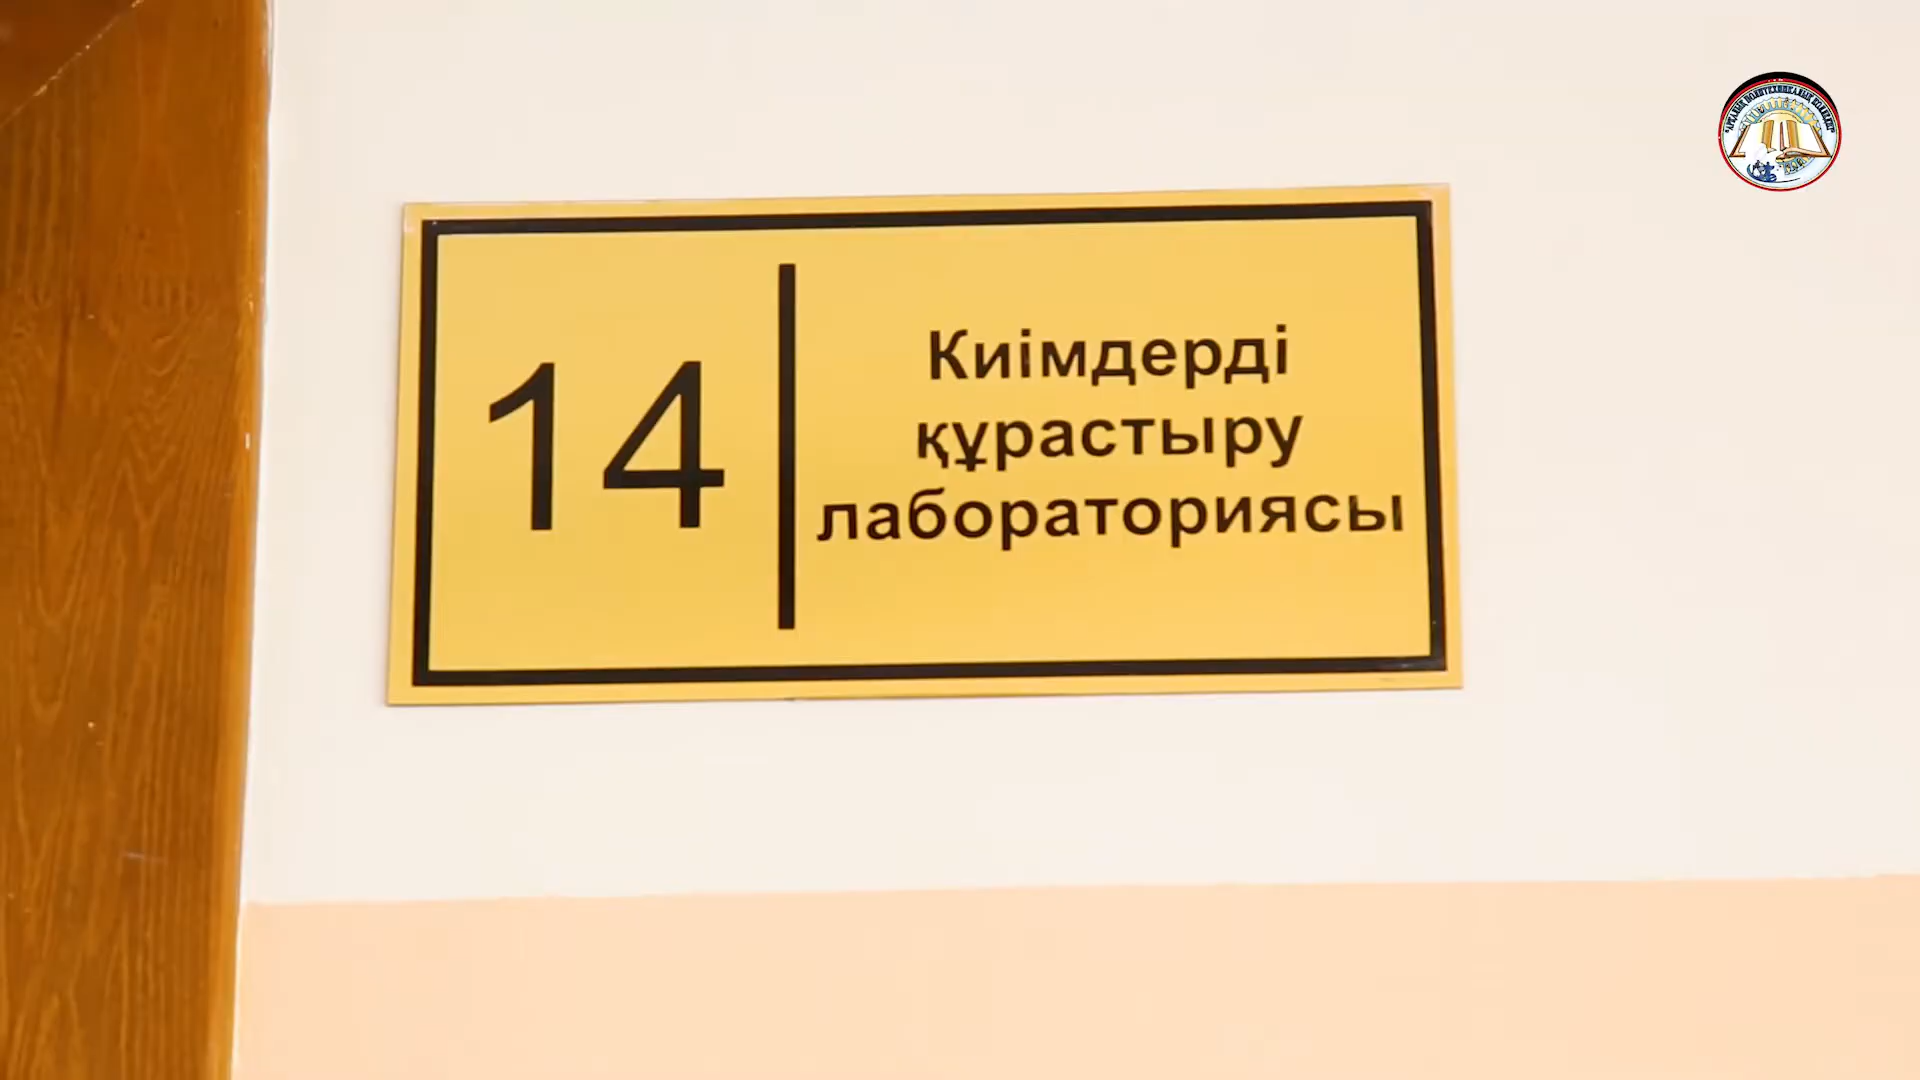 14
Киімдерді
құрастыру
лабораториясы